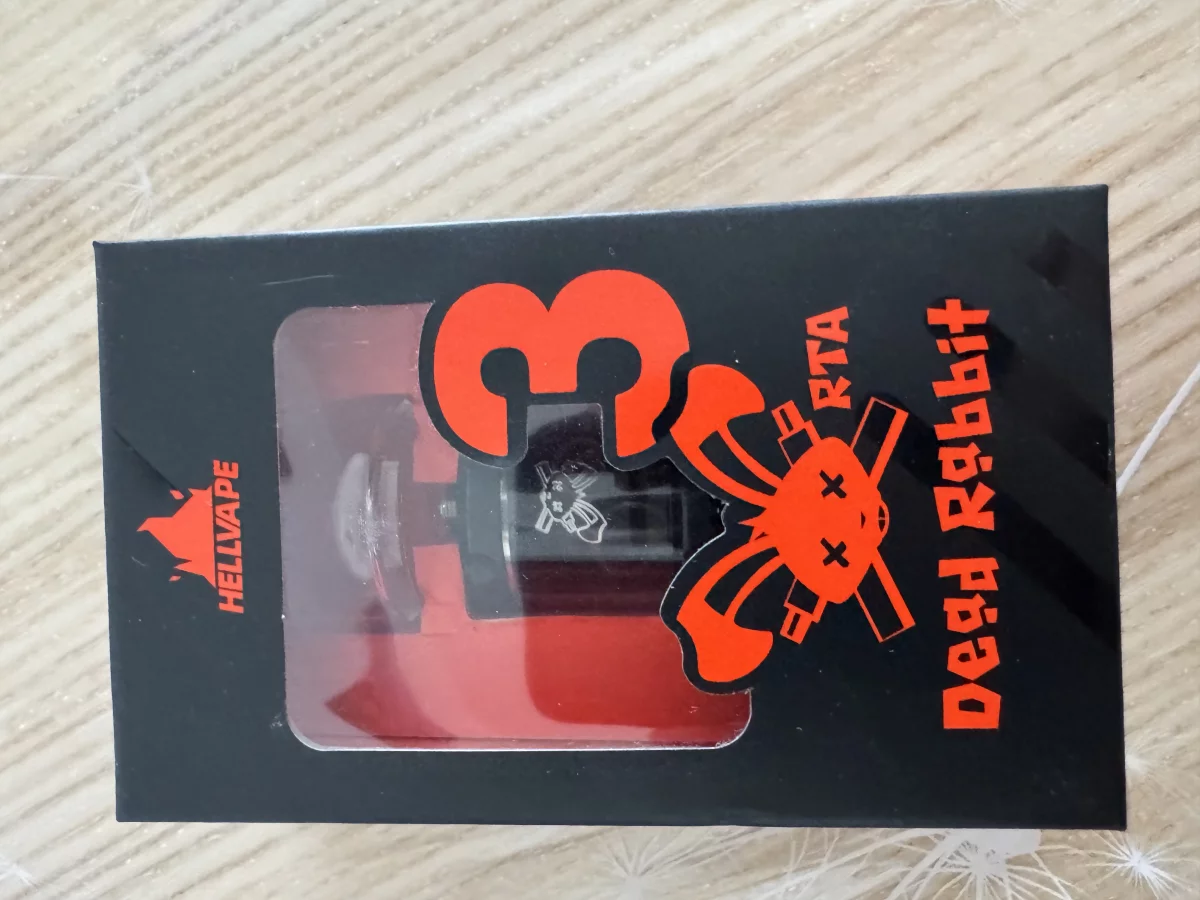 HELLVAPE
3
RTA
Dead Rabbit